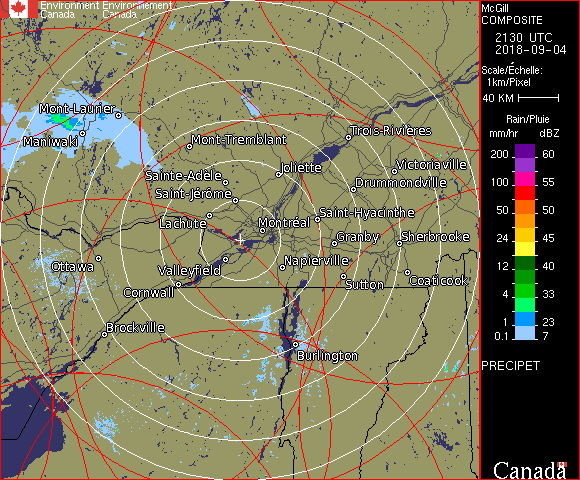 Environment Environnement
Canada Canada
McGill
COMPOSITE
2130 UTC
2018-09-04
Scale/Échelle:
1km/Pixel
40 KM
Rain/Pluie
mm/hr dBZ
200 60
100 55
50 50
24 45
12 40
4 33
1 23
0.1 7
PRECIPET
Canada
Mont-Laurier
Maniwaki
Mont-Tremblant
Trois-Rivières
Sainte-Adèle
Joliette
Victoriaville
Saint-Jérôme
Drummondville
Lachute
Montréal
Saint-Hyacinthe
Granby
Sherbrooke
Ottawa
Valleyfield
Napierville
Cornwall
Sutton
Coaticook
Brockville
Burlington